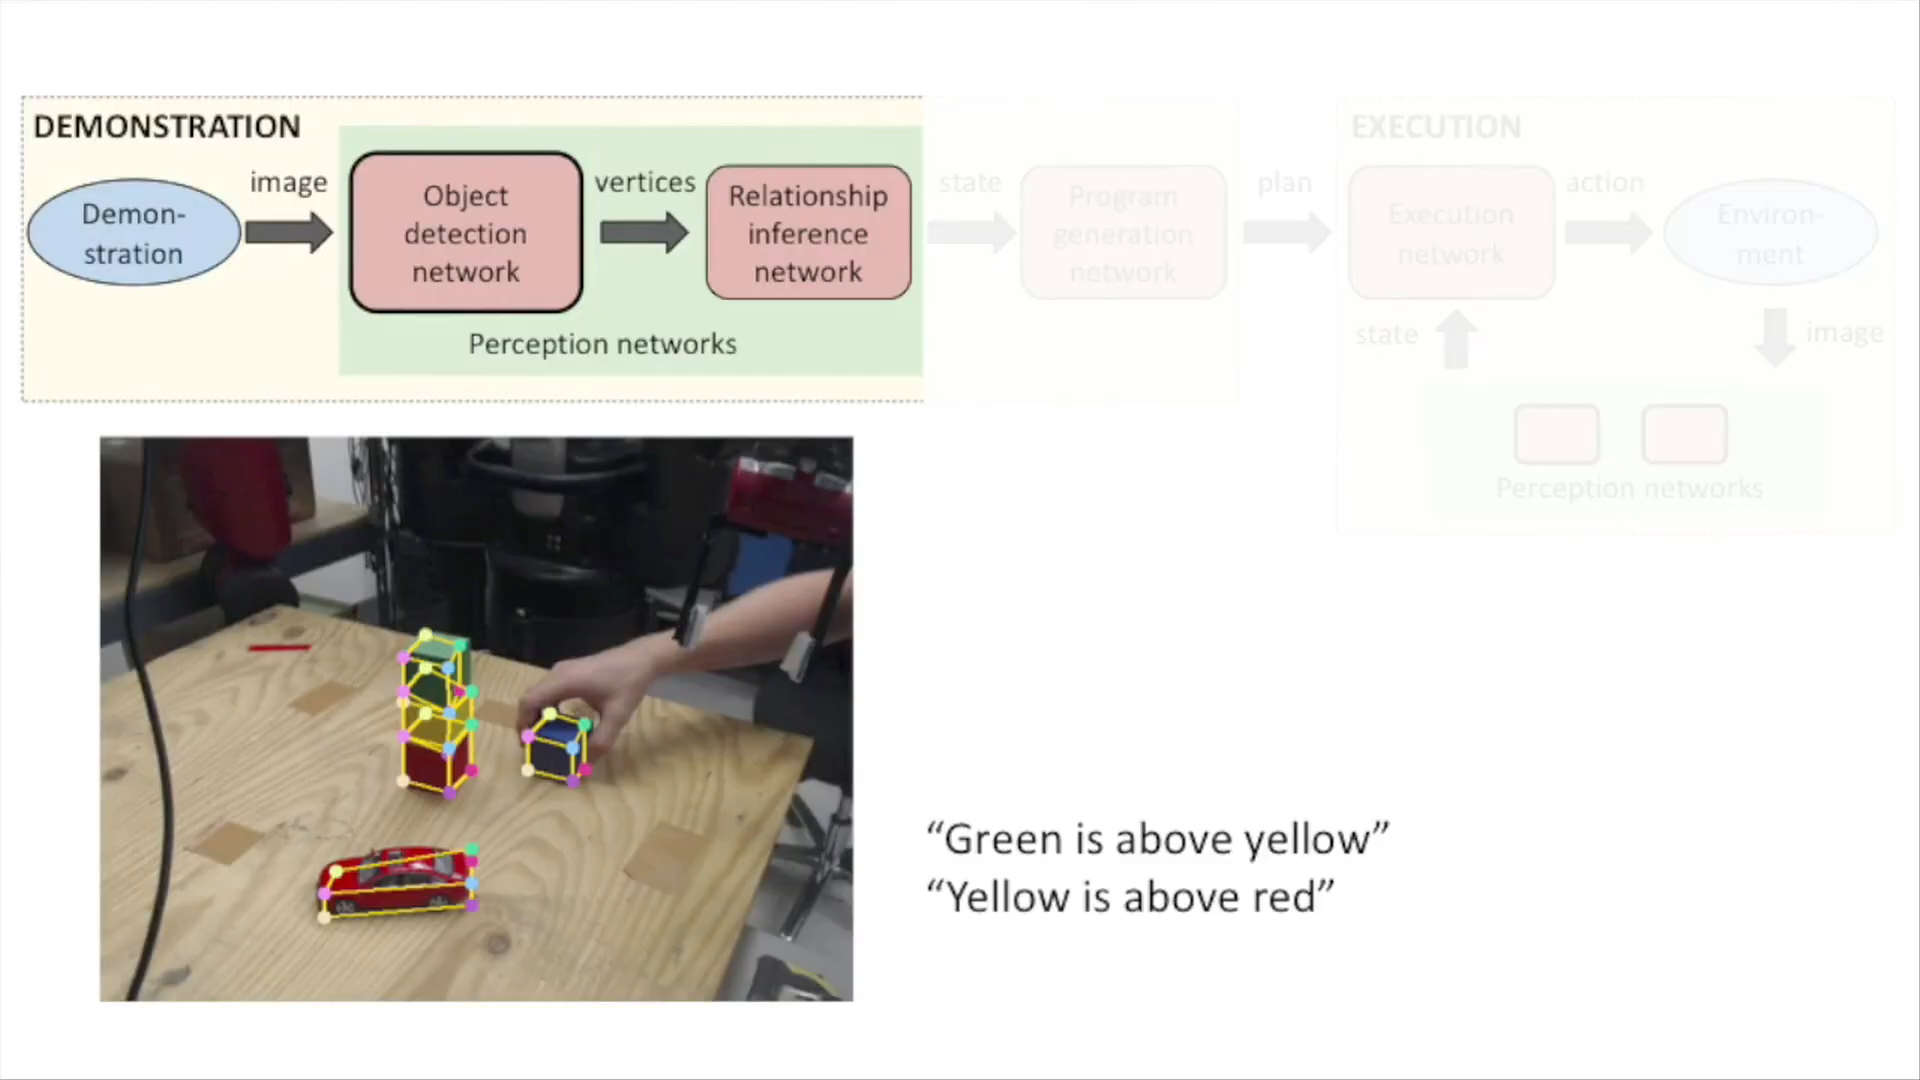 DEMONSTRATION
Demon-
stration
image
Object
detection
network
vertices
Relationship
inference
network
Perception networks
state
Program
generation
network
plan
EXECUTION
Execution
network
action
Environ-
ment
state
image
Perception networks
“Green is above yellow”
“Yellow is above red”